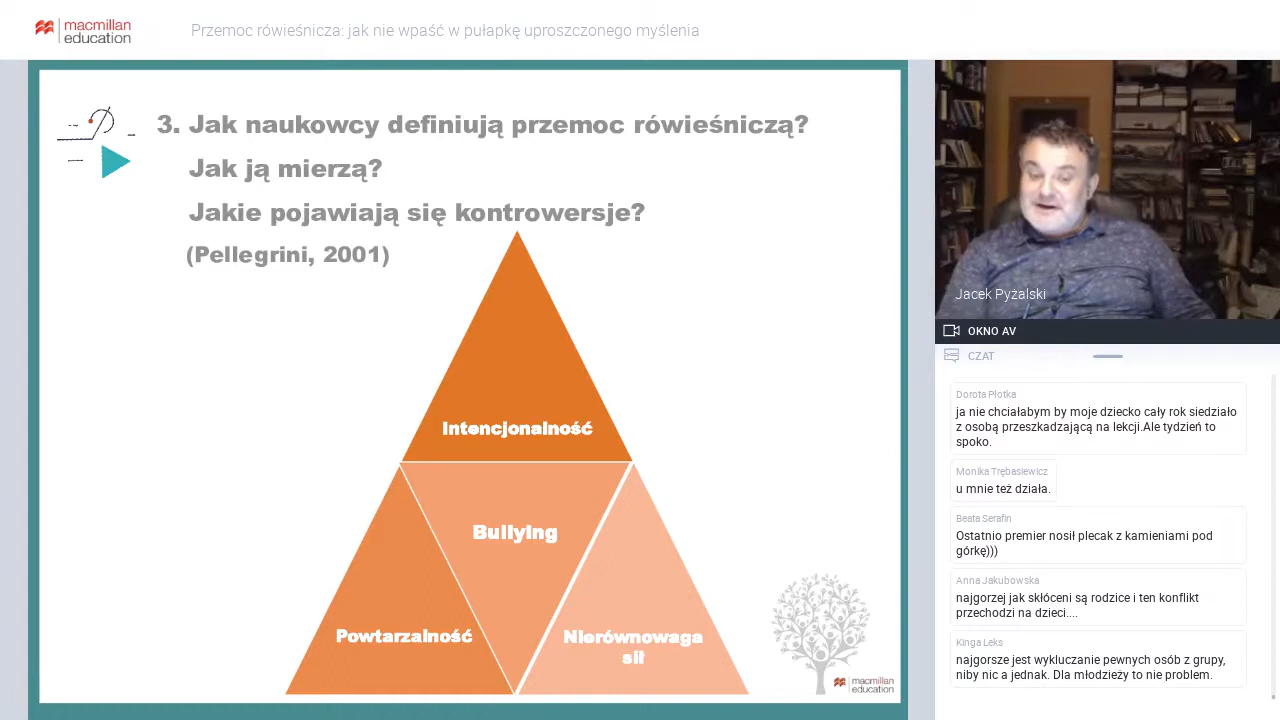 macmillan
education
Przemoc rówieśnicza: jak nie wpaść w pułapkę uproszczonego myślenia
3. Jak naukowcy definiują przemoc rówieśniczą?
Jak ją mierzą?
Jakie pojawiają się kontrowersje?
(Pellegrini, 2001)
Intencjonalność
Bullying
Powtarzalność
Nierównowaga
sił
macmillan
education
Jacek Pyżalski
OKNO AV
CZAT
Dorota Płotka
ja nie chciałabym by moje dziecko cały rok siedziało
z osobą przeszkadzającą na lekcji.Ale tydzień to
spoko.
Monika Trębasiewicz
u mnie też działa.
Beata Serafin
Ostatnio premier nosił plecak z kamieniami pod
górkę)))
Anna Jakubowska
najgorzej jak skłóceni są rodzice i ten konflikt
przechodzi na dzieci....
Kinga Leks
najgorsze jest wykluczanie pewnych osób z grupy,
niby nic a jednak. Dla młodzieży to nie problem.